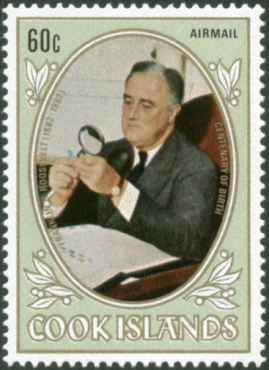 60c
AIRMAIL
ROOSEVELT (1882-1982)
CENTENARY OF BIRTH
COOK ISLANDS